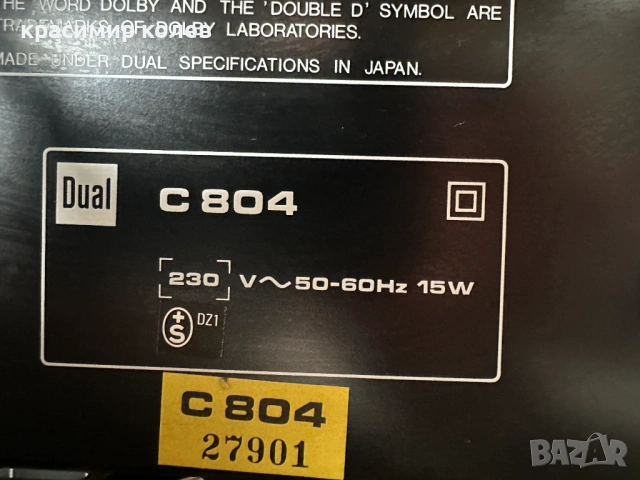 THE WORD DOLBY AND THE 'DOUBLE D' SYMBOL ARE
TRADEMARKS OF DOLBY LABORATORIES.
красимир колев
MADE UNDER DUAL SPECIFICATIONS IN JAPAN.
Dual
C 804
230 V~50-60Hz 15W
+S DZ1
C 804
27901
BAZAR